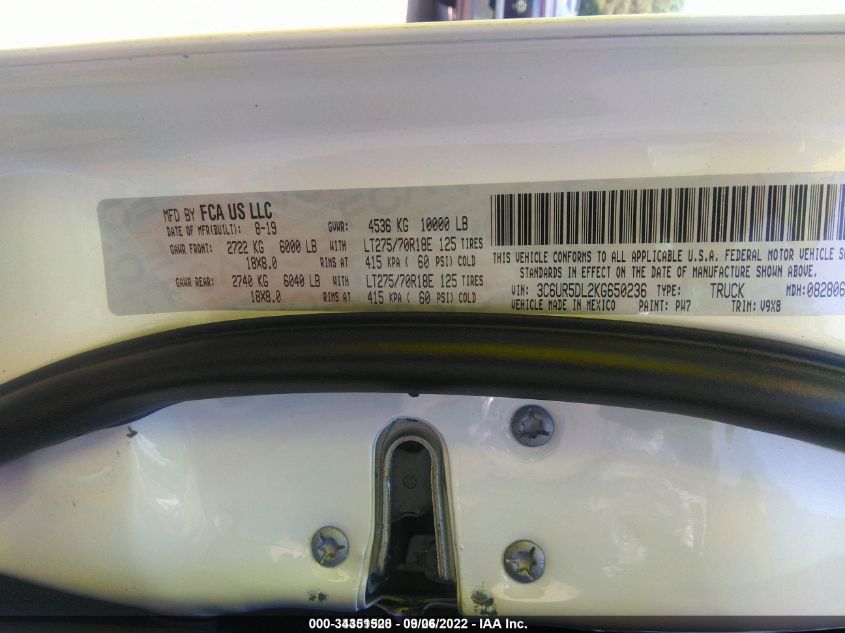 MFD BY FCA US LLC
DATE OF MFR(BUILT): 8-19 GVWR: 4536 KG 10000 LB
GAWR FRONT: 2722 KG 6000 LB WITH LT275/70R18E 125 TIRES
18X8.0 RIMS AT 415 KPA ( 60 PSI) COLD
GAWR REAR: 2740 KG 6040 LB WITH LT275/70R18E 125 TIRES
18X8.0 RIMS AT 415 KPA ( 60 PSI) COLD
THIS VEHICLE CONFORMS TO ALL APPLICABLE U.S.A. FEDERAL MOTOR VEHICLE SA
STANDARDS IN EFFECT ON THE DATE OF MANUFACTURE SHOWN ABOVE.
VIN: 3C6UR5DL2KG650236 TYPE: TRUCK MDH: 082806
VEHICLE MADE IN MEXICO PAINT: PW7 TRIM: V9X8
09/06/2022 - IAA Inc.